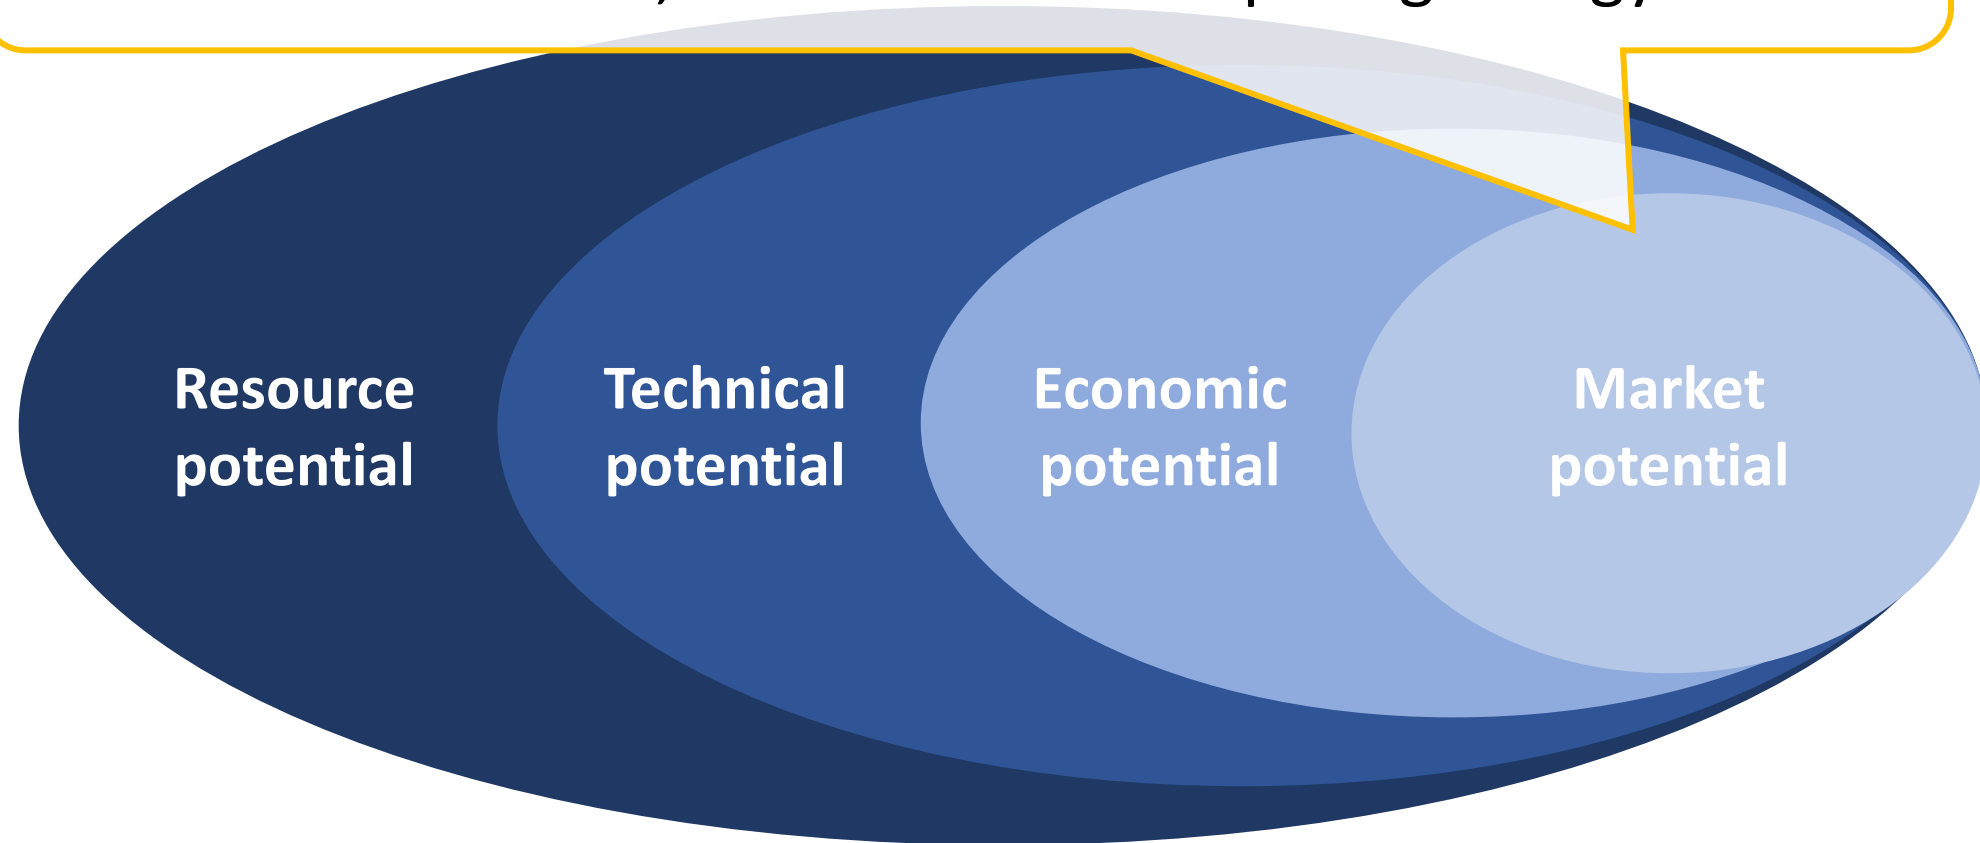 Resource
potential
Technical
potential
Economic
potential
Market
potential